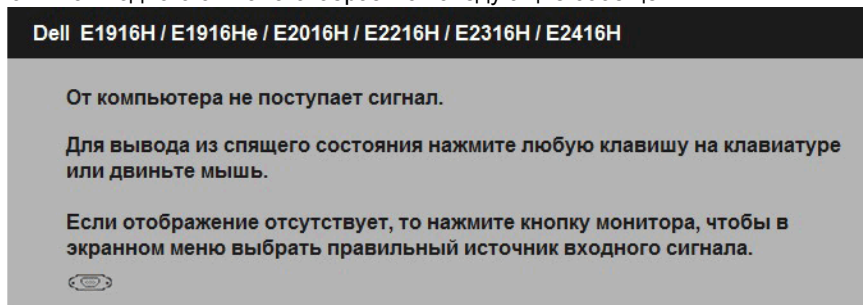 Dell E1916H / E1916He / E2016H / E2216H / E2316H / E2416H
От компьютера не поступает сигнал.
Для вывода из спящего состояния нажмите любую клавишу на клавиатуре
или двиньте мышь.
Если отображение отсутствует, то нажмите кнопку монитора, чтобы в
экранном меню выбрать правильный источник входного сигнала.